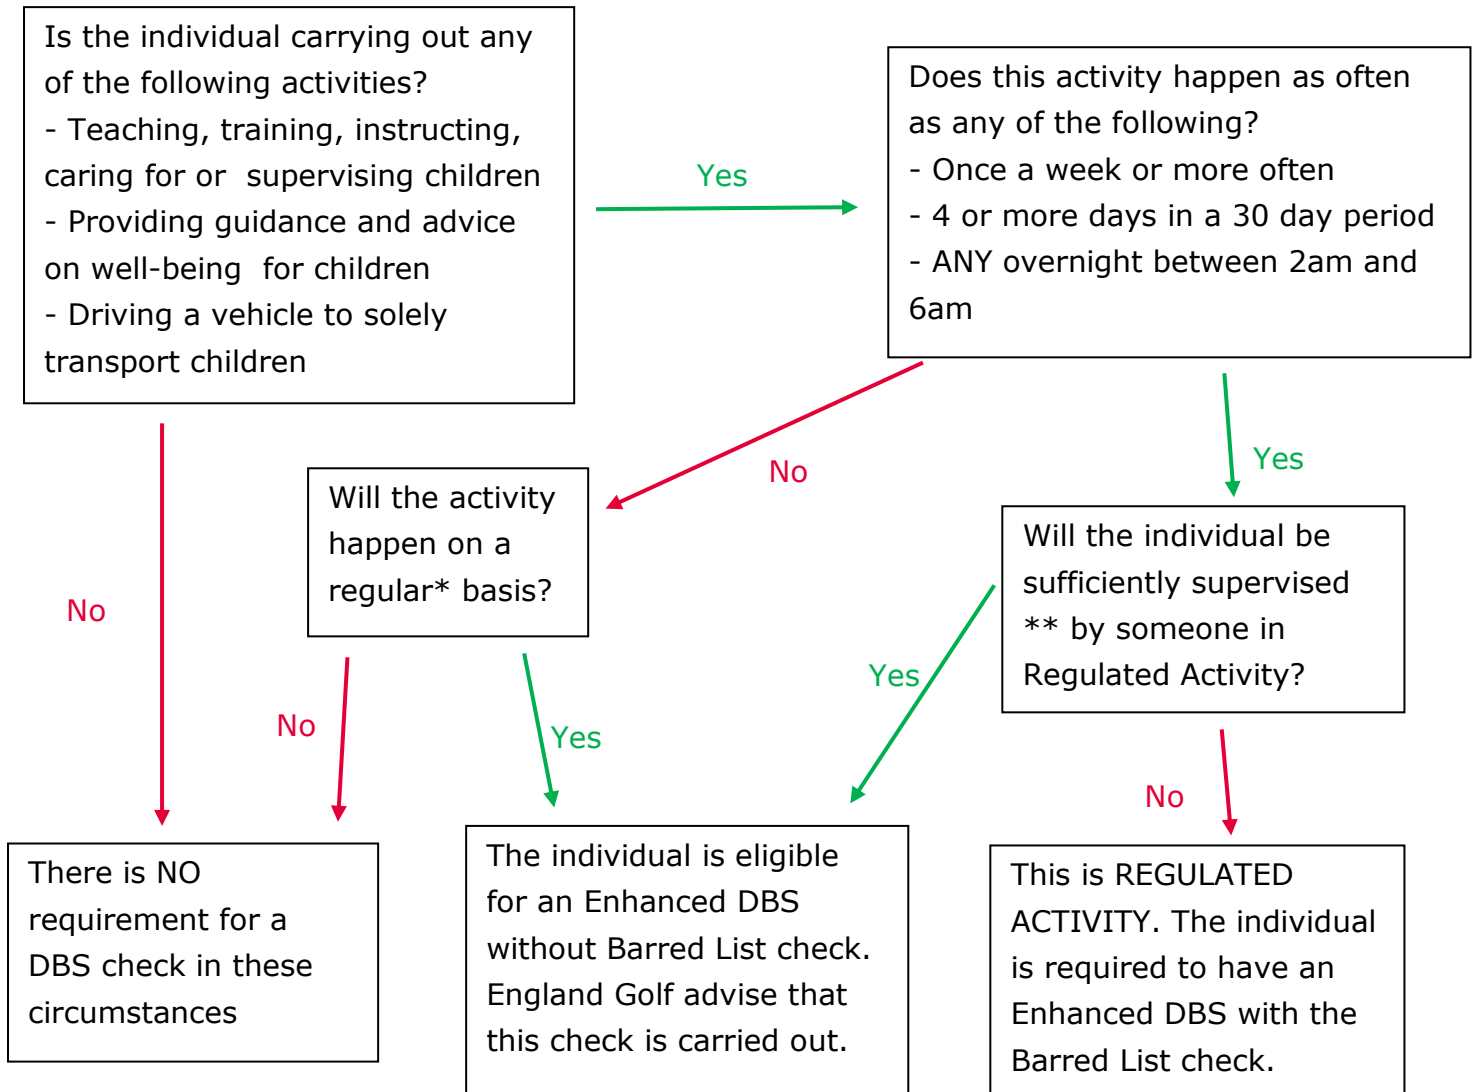 Is the individual carrying out any
of the following activities?
- Teaching, training, instructing,
caring for or  supervising children
- Providing guidance and advice
on well-being  for children
- Driving a vehicle to solely
transport children
Yes
Does this activity happen as often
as any of the following?
- Once a week or more often
- 4 or more days in a 30 day period
- ANY overnight between 2am and
6am
No
No
Yes
Will the activity
happen on a
regular* basis?
Will the individual be
sufficiently supervised
** by someone in
Regulated Activity?
No
Yes
Yes
No
There is NO
requirement for a
DBS check in these
circumstances
The individual is eligible
for an Enhanced DBS
without Barred List check.
England Golf advise that
this check is carried out.
This is REGULATED
ACTIVITY. The individual
is required to have an
Enhanced DBS with the
Barred List check.